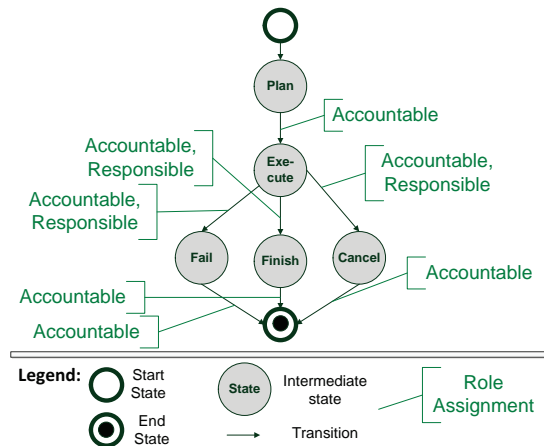 Plan
Accountable
Accountable,
Responsible
Exe-
cute
Accountable,
Responsible
Accountable,
Responsible
Fail
Finish
Cancel
Accountable
Accountable
Accountable
Legend:
Start
State
State
Intermediate
state
Role
Assignment
End
State
Transition